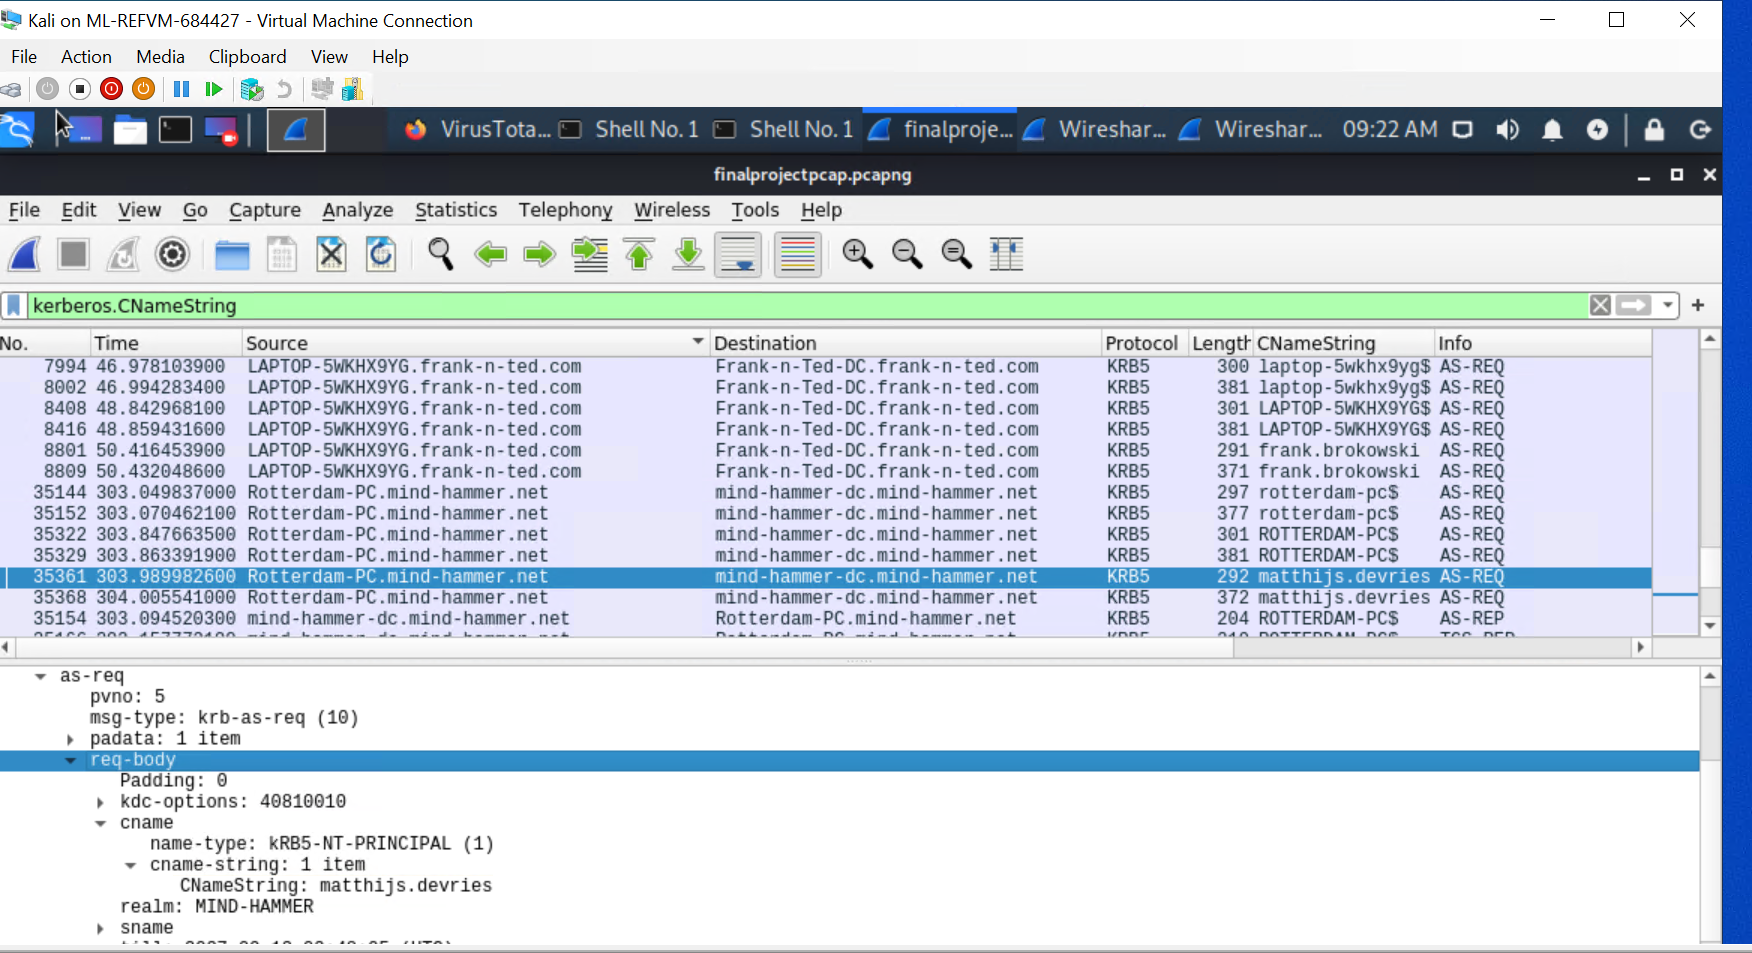 Kali on ML-REFVM-684427 - Virtual Machine Connection
File Action Media Clipboard View Help
VirusTota... Shell No. 1 Shell No. 1 finalproje... Wireshar... Wireshar... 09:22 AM
finalprojectpcap.pcapng
File Edit View Go Capture Analyze Statistics Telephony Wireless Tools Help
kerberos.CNameString
No. Time Source Destination Protocol Length CNameString Info
7994 46.978103900 LAPTOP-5WKHX9YG.frank-n-ted.com Frank-n-Ted-DC.frank-n-ted.com KRB5 300 laptop-5wkhx9yg$ AS-REQ
8002 46.994283400 LAPTOP-5WKHX9YG.frank-n-ted.com Frank-n-Ted-DC.frank-n-ted.com KRB5 381 laptop-5wkhx9yg$ AS-REQ
8408 48.842968100 LAPTOP-5WKHX9YG.frank-n-ted.com Frank-n-Ted-DC.frank-n-ted.com KRB5 301 LAPTOP-5WKHX9YG$ AS-REQ
8416 48.859431600 LAPTOP-5WKHX9YG.frank-n-ted.com Frank-n-Ted-DC.frank-n-ted.com KRB5 381 LAPTOP-5WKHX9YG$ AS-REQ
8801 50.416453900 LAPTOP-5WKHX9YG.frank-n-ted.com Frank-n-Ted-DC.frank-n-ted.com KRB5 291 frank.brokowski AS-REQ
8809 50.432048600 LAPTOP-5WKHX9YG.frank-n-ted.com Frank-n-Ted-DC.frank-n-ted.com KRB5 371 frank.brokowski AS-REQ
35144 303.049837000 Rotterdam-PC.mind-hammer.net mind-hammer-dc.mind-hammer.net KRB5 297 rotterdam-pc$ AS-REQ
35152 303.070462100 Rotterdam-PC.mind-hammer.net mind-hammer-dc.mind-hammer.net KRB5 377 rotterdam-pc$ AS-REQ
35322 303.847663500 Rotterdam-PC.mind-hammer.net mind-hammer-dc.mind-hammer.net KRB5 301 ROTTERDAM-PC$ AS-REQ
35329 303.863391900 Rotterdam-PC.mind-hammer.net mind-hammer-dc.mind-hammer.net KRB5 381 ROTTERDAM-PC$ AS-REQ
35361 303.989982600 Rotterdam-PC.mind-hammer.net mind-hammer-dc.mind-hammer.net KRB5 292 matthijs.devries AS-REQ
35368 304.005541000 Rotterdam-PC.mind-hammer.net mind-hammer-dc.mind-hammer.net KRB5 372 matthijs.devries AS-REQ
35154 303.094520300 mind-hammer-dc.mind-hammer.net Rotterdam-PC.mind-hammer.net KRB5 204 ROTTERDAM-PC$ AS-REP
as-req
pvno: 5
msg-type: krb-as-req (10)
padata: 1 item
req-body
Padding: 0
kdc-options: 40810010
cname
name-type: kRB5-NT-PRINCIPAL (1)
cname-string: 1 item
CNameString: matthijs.devries
realm: MIND-HAMMER
sname